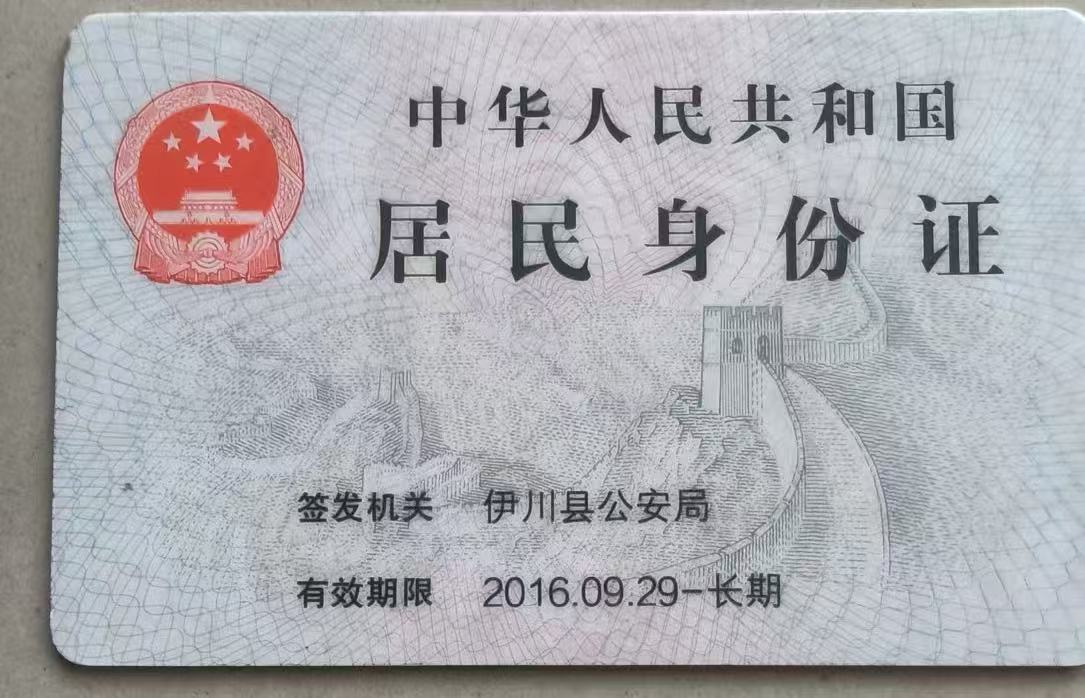 中华人民共和国
居民身份证
签发机关 伊川县公安局
有效期限 2016.09.29-长期